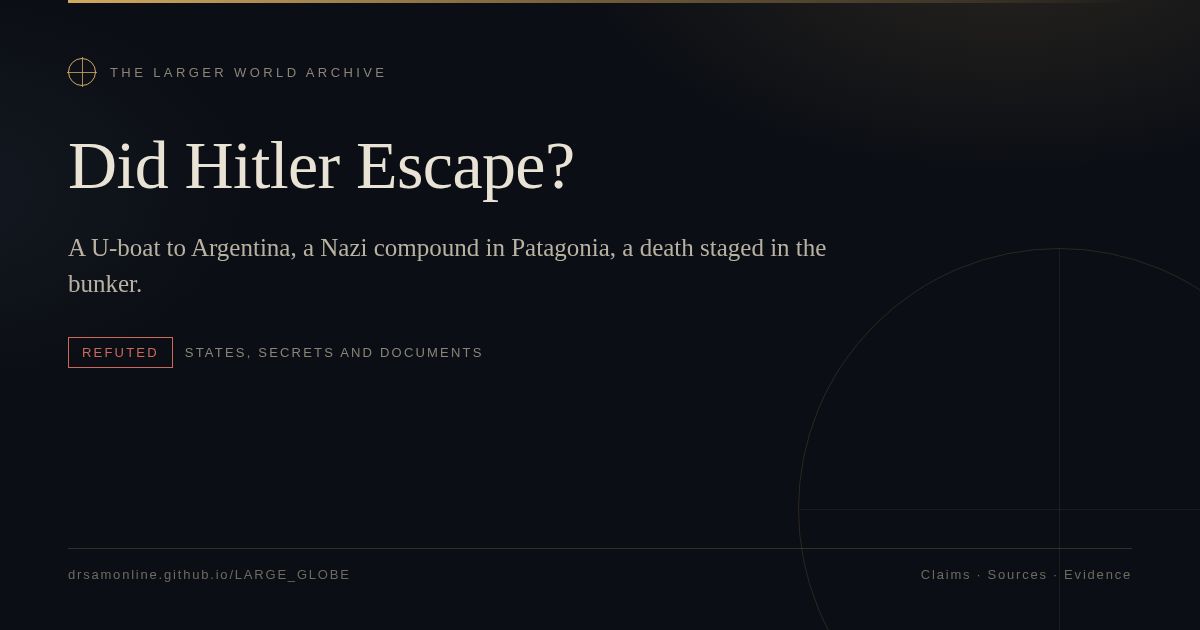 THE LARGER WORLD ARCHIVE
Did Hitler Escape?
A U-boat to Argentina, a Nazi compound in Patagonia, a death staged in the
bunker.
REFUTED STATES, SECRETS AND DOCUMENTS
drsamonline.github.io/LARGE_GLOBE
Claims · Sources · Evidence